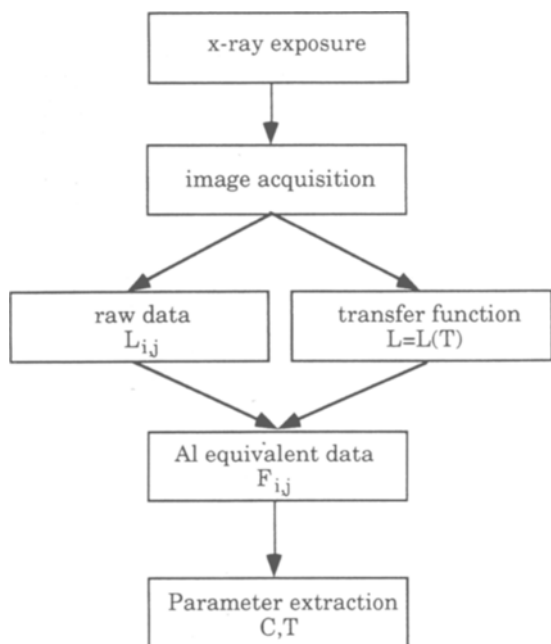 x-ray exposure
image acquisition
raw data
L_{i,j}
transfer function
L=L(T)
Al equivalent data
F_{i,j}
Parameter extraction
C,T